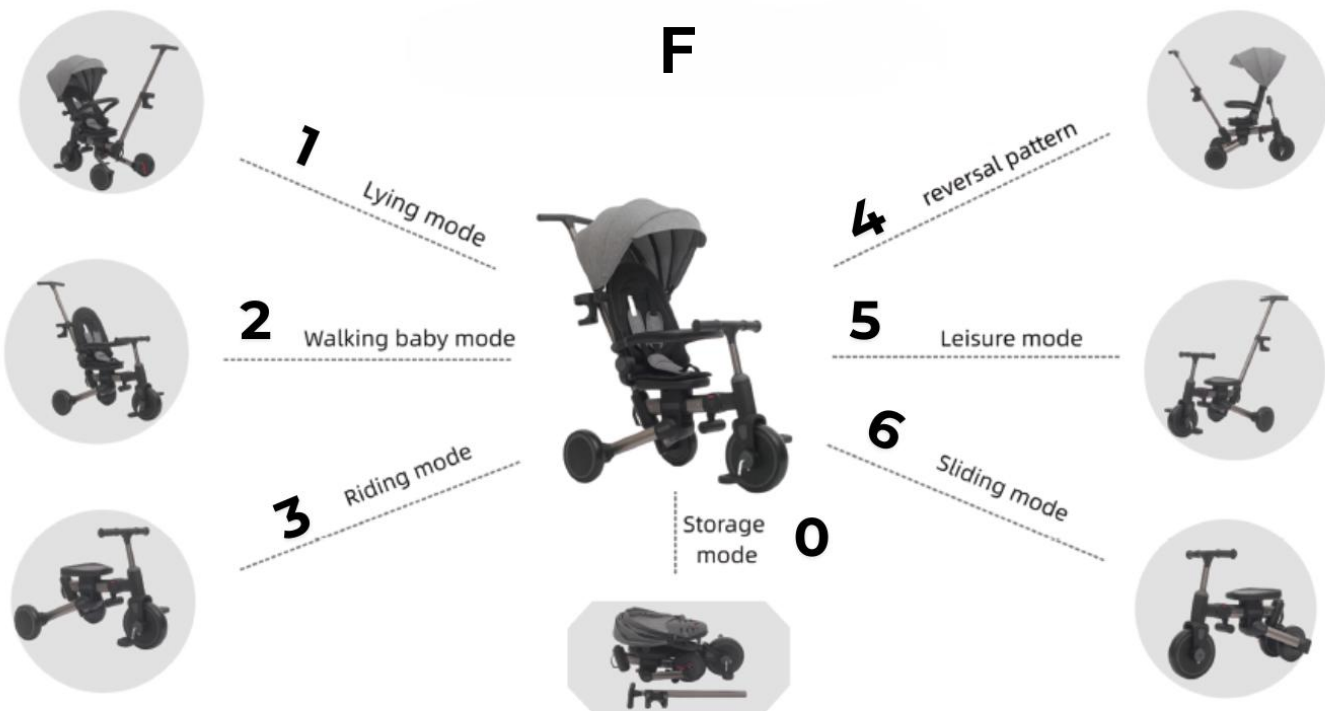 F
1
Lying mode
2
Walking baby mode
3
Riding mode
4
reversal pattern
5
Leisure mode
6
Sliding mode
Storage
mode
0